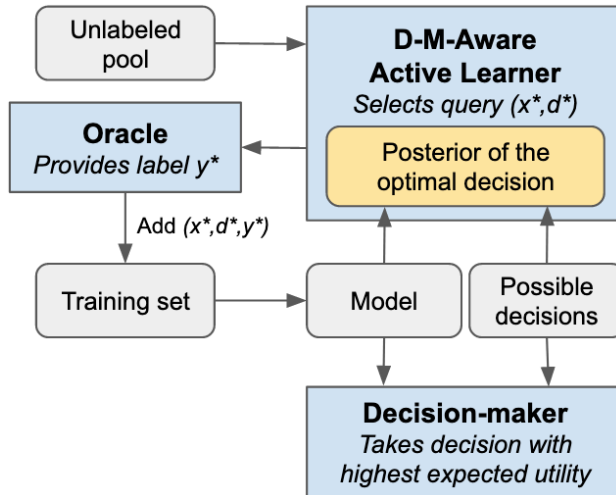 Unlabeled
pool
D-M-Aware
Active Learner
Selects query (x*,d*)
Posterior of the
optimal decision
Oracle
Provides label y*
Add (x*,d*,y*)
Training set
Model
Possible
decisions
Decision-maker
Takes decision with
highest expected utility